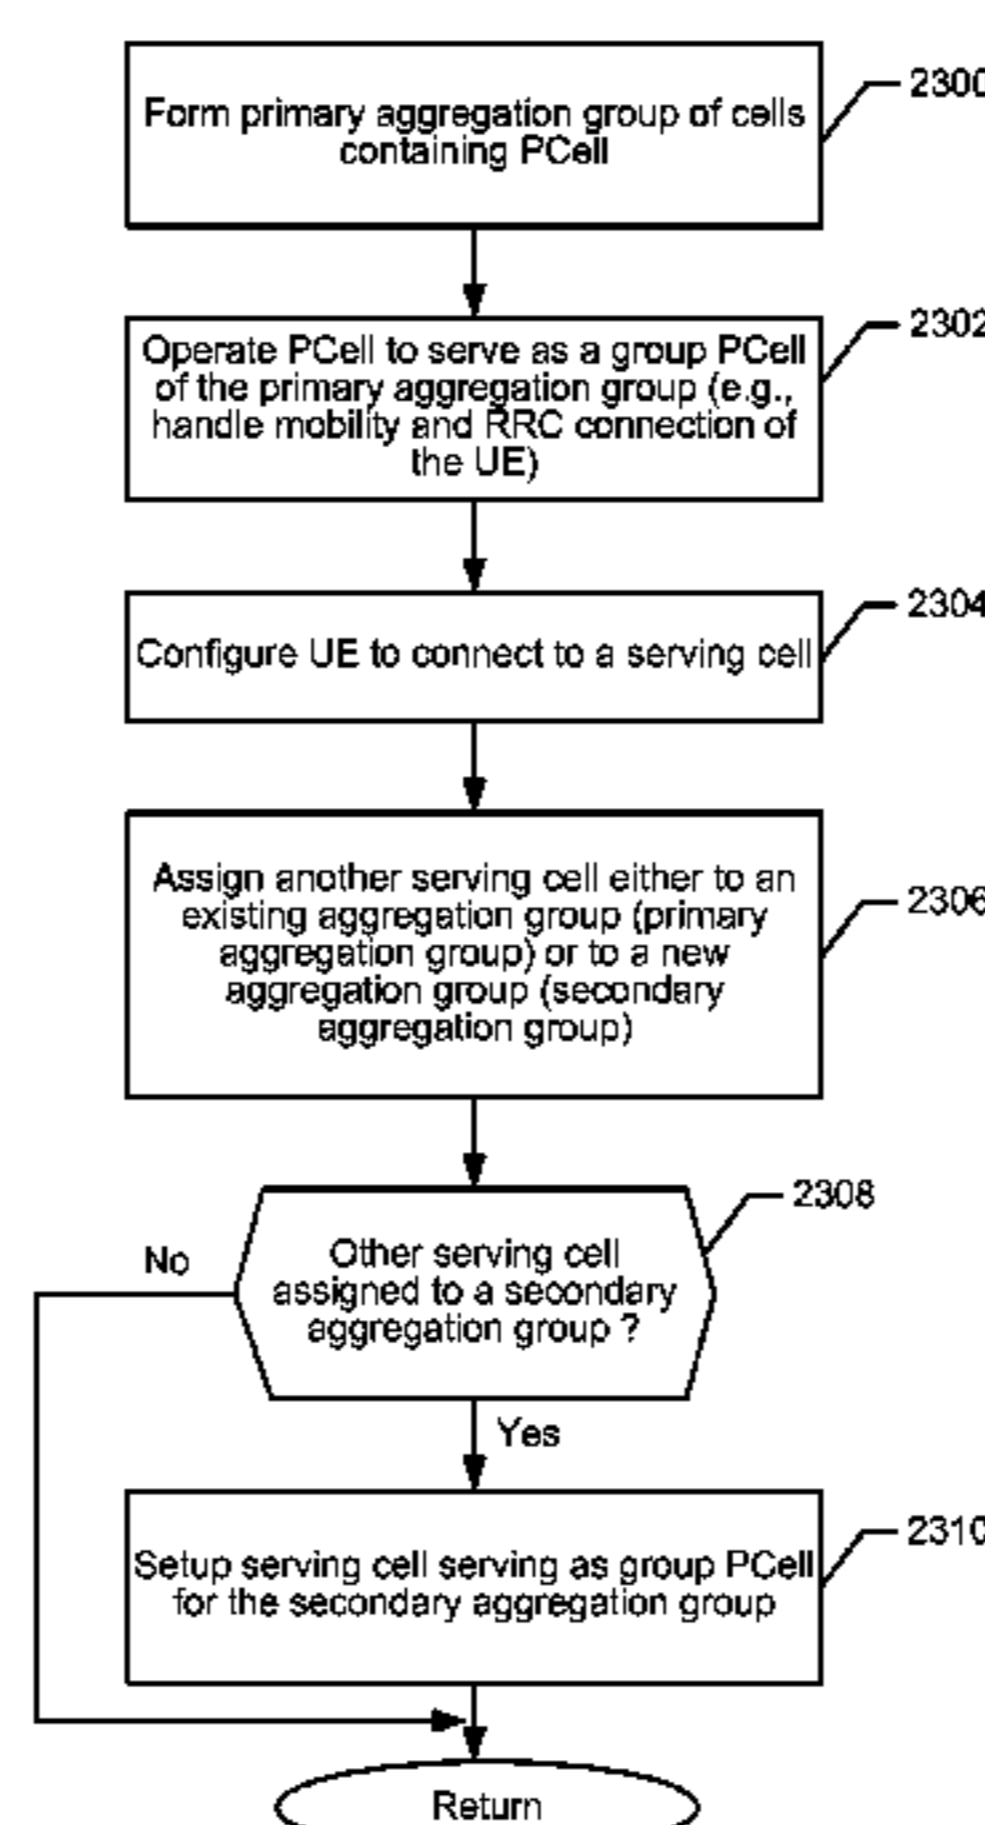 Form primary aggregation group of cells
containing PCell
2300
Operate PCell to serve as a group PCell
of the primary aggregation group (e.g.,
handle mobility and RRC connection of
the UE)
2302
Configure UE to connect to a serving cell
2304
Assign another serving cell either to an
existing aggregation group (primary
aggregation group) or to a new
aggregation group (secondary
aggregation group)
2306
Other serving cell
assigned to a secondary
aggregation group ?
2308
No
Yes
Setup serving cell serving as group PCell
for the secondary aggregation group
2310
Return